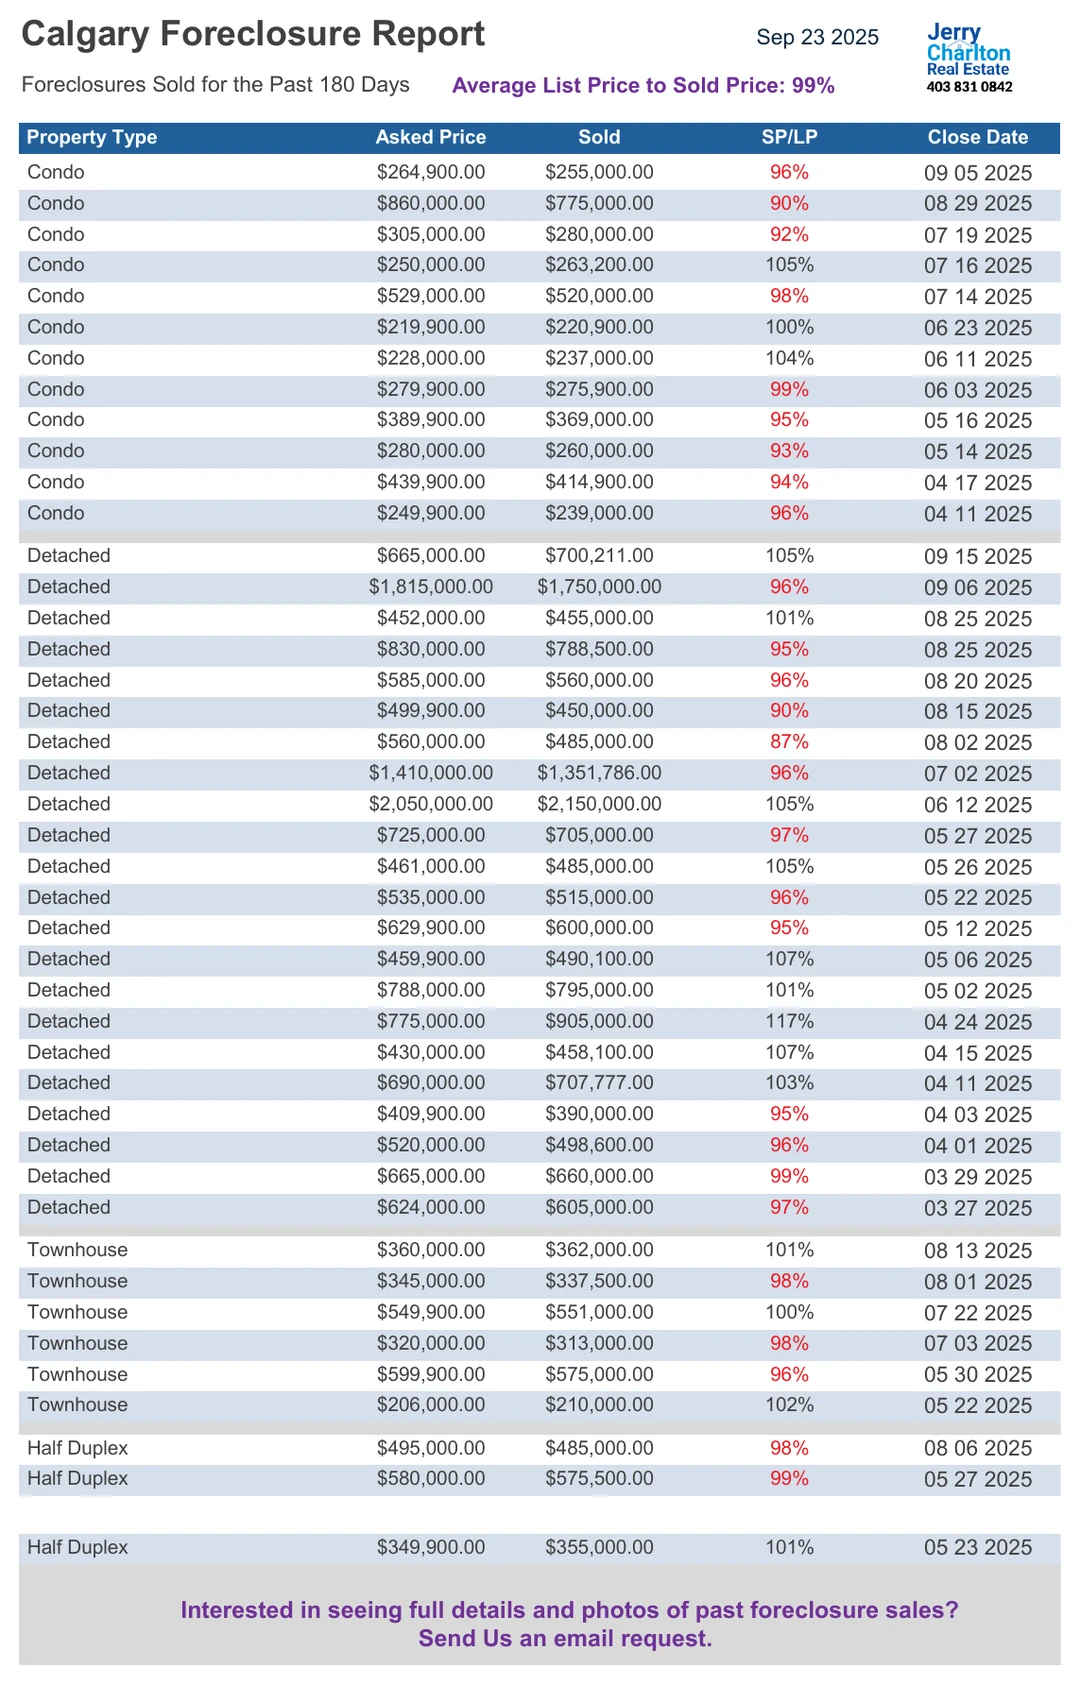 Calgary Foreclosure Report
Sep 23 2025
Jerry
Charlton
Real Estate
403 831 0842
Foreclosures Sold for the Past 180 Days Average List Price to Sold Price: 99%
Property Type Asked Price Sold SP/LP Close Date
Condo $264,900.00 $255,000.00 96% 09 05 2025
Condo $860,000.00 $775,000.00 90% 08 29 2025
Condo $305,000.00 $280,000.00 92% 07 19 2025
Condo $250,000.00 $263,200.00 105% 07 16 2025
Condo $529,000.00 $520,000.00 98% 07 14 2025
Condo $219,900.00 $220,900.00 100% 06 23 2025
Condo $228,000.00 $237,000.00 104% 06 11 2025
Condo $279,900.00 $275,900.00 99% 06 03 2025
Condo $389,900.00 $369,000.00 95% 05 16 2025
Condo $280,000.00 $260,000.00 93% 05 14 2025
Condo $439,900.00 $414,900.00 94% 04 17 2025
Condo $249,900.00 $239,000.00 96% 04 11 2025
Detached $665,000.00 $700,211.00 105% 09 15 2025
Detached $1,815,000.00 $1,750,000.00 96% 09 06 2025
Detached $452,000.00 $455,000.00 101% 08 25 2025
Detached $830,000.00 $788,500.00 95% 08 25 2025
Detached $585,000.00 $560,000.00 96% 08 20 2025
Detached $499,900.00 $450,000.00 90% 08 15 2025
Detached $560,000.00 $485,000.00 87% 08 02 2025
Detached $1,410,000.00 $1,351,786.00 96% 07 02 2025
Detached $2,050,000.00 $2,150,000.00 105% 06 12 2025
Detached $725,000.00 $705,000.00 97% 05 27 2025
Detached $461,000.00 $485,000.00 105% 05 26 2025
Detached $535,000.00 $515,000.00 96% 05 22 2025
Detached $629,900.00 $600,000.00 95% 05 12 2025
Detached $459,900.00 $490,100.00 107% 05 06 2025
Detached $788,000.00 $795,000.00 101% 05 02 2025
Detached $775,000.00 $905,000.00 117% 04 24 2025
Detached $430,000.00 $458,100.00 107% 04 15 2025
Detached $690,000.00 $707,777.00 103% 04 11 2025
Detached $409,900.00 $390,000.00 95% 04 03 2025
Detached $520,000.00 $498,600.00 96% 04 01 2025
Detached $665,000.00 $660,000.00 99% 03 29 2025
Detached $624,000.00 $605,000.00 97% 03 27 2025
Townhouse $360,000.00 $362,000.00 101% 08 13 2025
Townhouse $345,000.00 $337,500.00 98% 08 01 2025
Townhouse $549,900.00 $551,000.00 100% 07 22 2025
Townhouse $320,000.00 $313,000.00 98% 07 03 2025
Townhouse $599,900.00 $575,000.00 96% 05 30 2025
Townhouse $206,000.00 $210,000.00 102% 05 22 2025
Half Duplex $495,000.00 $485,000.00 98% 08 06 2025
Half Duplex $580,000.00 $575,500.00 99% 05 27 2025
Half Duplex $349,900.00 $355,000.00 101% 05 23 2025
Interested in seeing full details and photos of past foreclosure sales?
Send Us an email request.